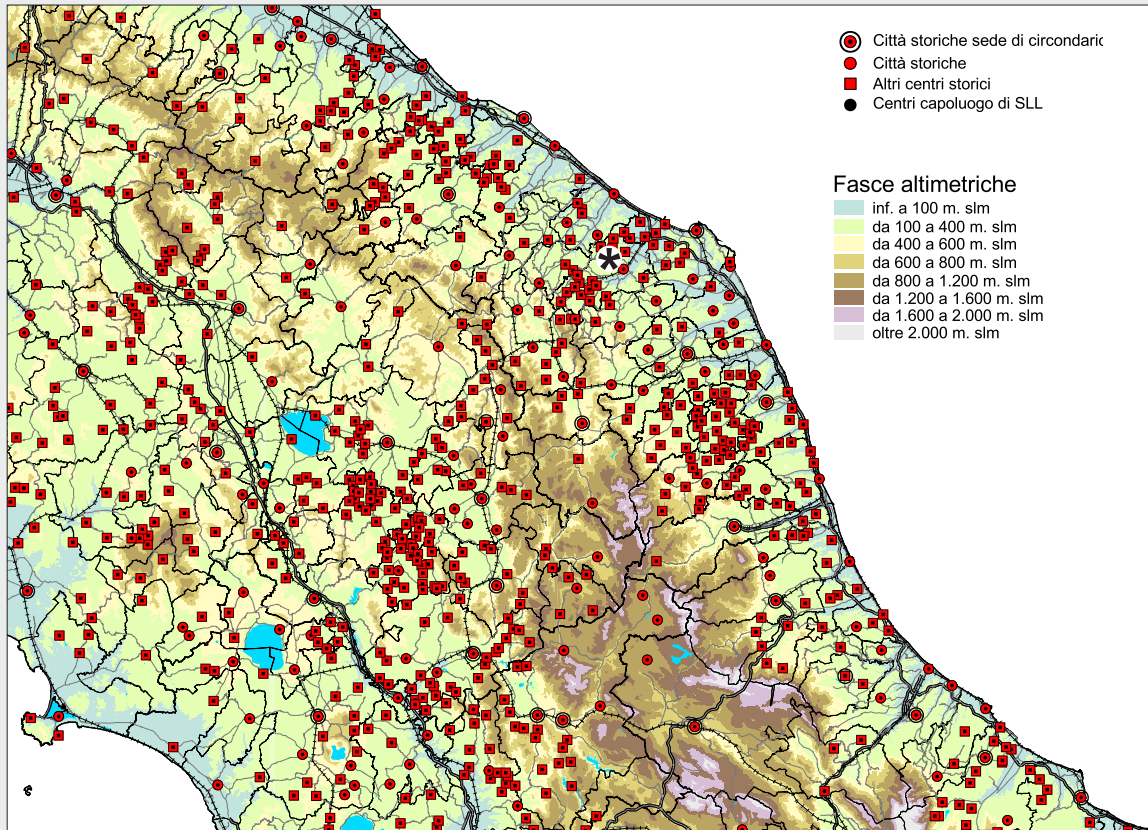 Città storiche sede di circondaric
Città storiche
Altri centri storici
Centri capoluogo di SLL
Fasce altimetriche
inf. a 100 m. slm
da 100 a 400 m. slm
da 400 a 600 m. slm
da 600 a 800 m. slm
da 800 a 1.200 m. slm
da 1.200 a 1.600 m. slm
da 1.600 a 2.000 m. slm
oltre 2.000 m. slm